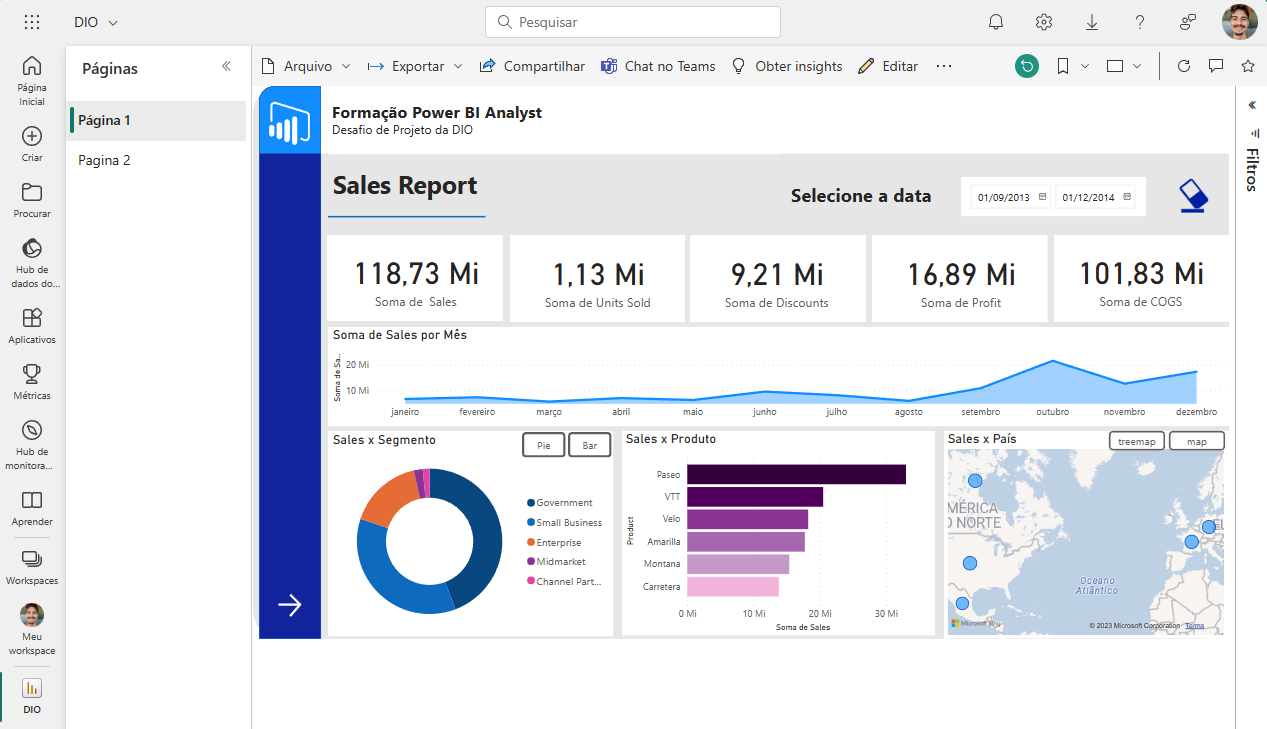 DIO
Pesquisar
Páginas
Página 1
Pagina 2
Página
Inicial
Criar
Procurar
Hub de
dados do...
Aplicativos
Métricas
Hub de
monitora...
Aprender
Workspaces
Meu
workspace
DIO
Arquivo
Exportar
Compartilhar
Chat no Teams
Obter insights
Editar
Filtros
Formação Power BI Analyst
Desafio de Projeto da DIO
Sales Report
Selecione a data
01/09/2013
01/12/2014
118,73 Mi
Soma de Sales
1,13 Mi
Soma de Units Sold
9,21 Mi
Soma de Discounts
16,89 Mi
Soma de Profit
101,83 Mi
Soma de COGS
Soma de Sales por Mês
Soma de Sa..
20 Mi
10 Mi
janeiro fevereiro março abril maio junho julho agosto setembro outubro novembro dezembro
Sales x Segmento
Pie
Bar
Government
Small Business
Enterprise
Midmarket
Channel Part...
Sales x Produto
Product
Paseo
VTT
Velo
Amarilla
Montana
Carretera
0 Mi 10 Mi 20 Mi 30 Mi
Soma de Sales
Sales x País
treemap
map
MÉRICA
O NORTE
EU
Oceano
Atlântico
Microsoft Bing
© 2023 Microsoft Corporation Terms